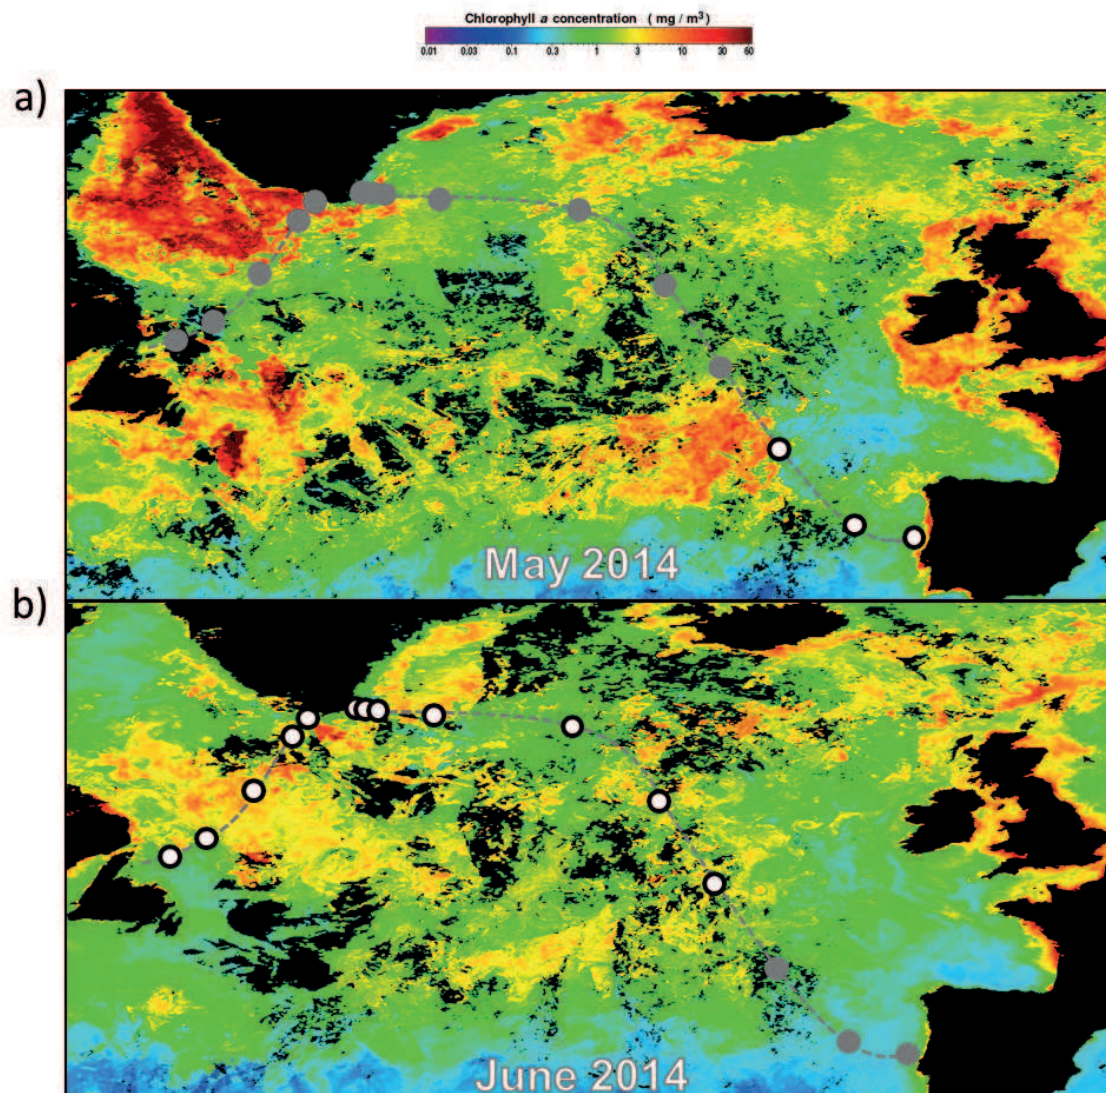 Chlorophyll a concentration ( mg / m³)
0.01 0.03 0.1 0.3 1 3 10 30 60
a)
May 2014
b)
June 2014